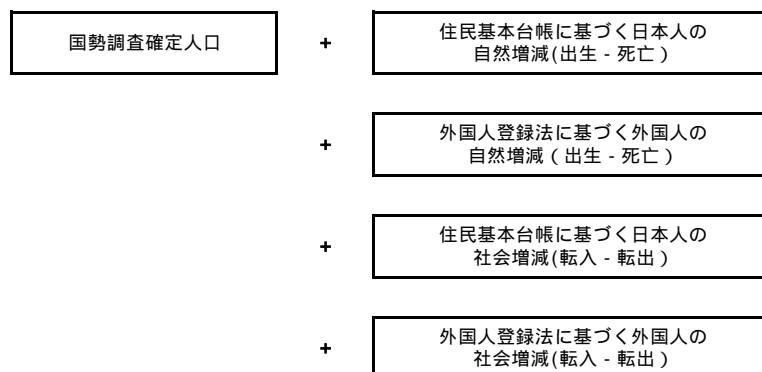 国勢調査確定人口 + 住民基本台帳に基づく日本人の
自然増減(出生 - 死亡 )
+ 外国人登録法に基づく外国人の
自然増減 ( 出生 - 死亡 )
+ 住民基本台帳に基づく日本人の
社会増減(転入 - 転出 )
+ 外国人登録法に基づく外国人の
社会増減(転入 - 転出 )